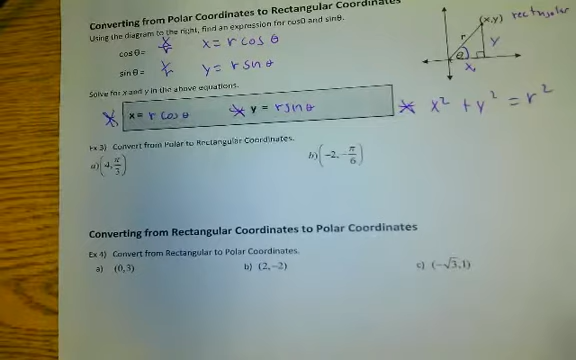 Converting from Polar Coordinates to Rectangular Coordinates
Using the diagram to the right, find an expression for cosθ and sinθ.
(x,y) rectangular
r
y
θ
x
cos θ = x/r x = r cos θ
sin θ = y/r y = r sin θ
Solve for x and y in the above equations.
* x = r cos θ * y = r sin θ
* x² + y² = r²
Ex 3) Convert from Polar to Rectangular Coordinates.
a) (4, π/3) b) (-2, -π/6)
Converting from Rectangular Coordinates to Polar Coordinates
Ex 4) Convert from Rectangular to Polar Coordinates.
a) (0,3) b) (2,-2) c) (-√3,1)